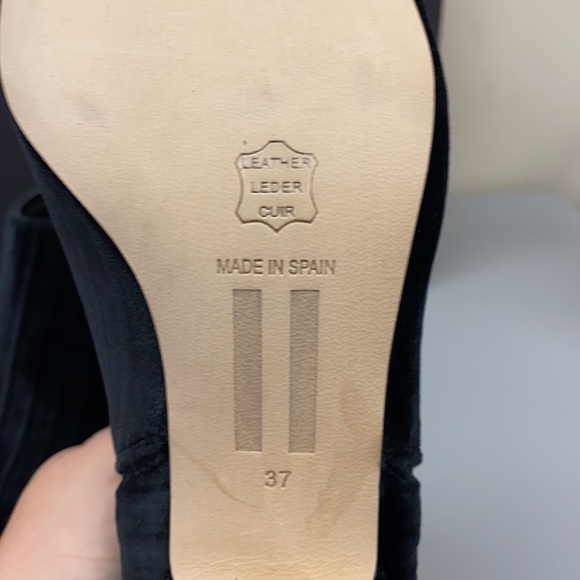 LEATHER
LEDER
CUIR
MADE IN SPAIN
37